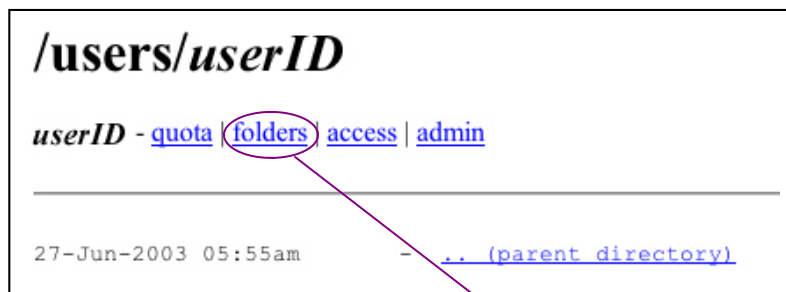 /users/userID
userID - quota | folders | access | admin
27-Jun-2003 05:55am - .. (parent directory)